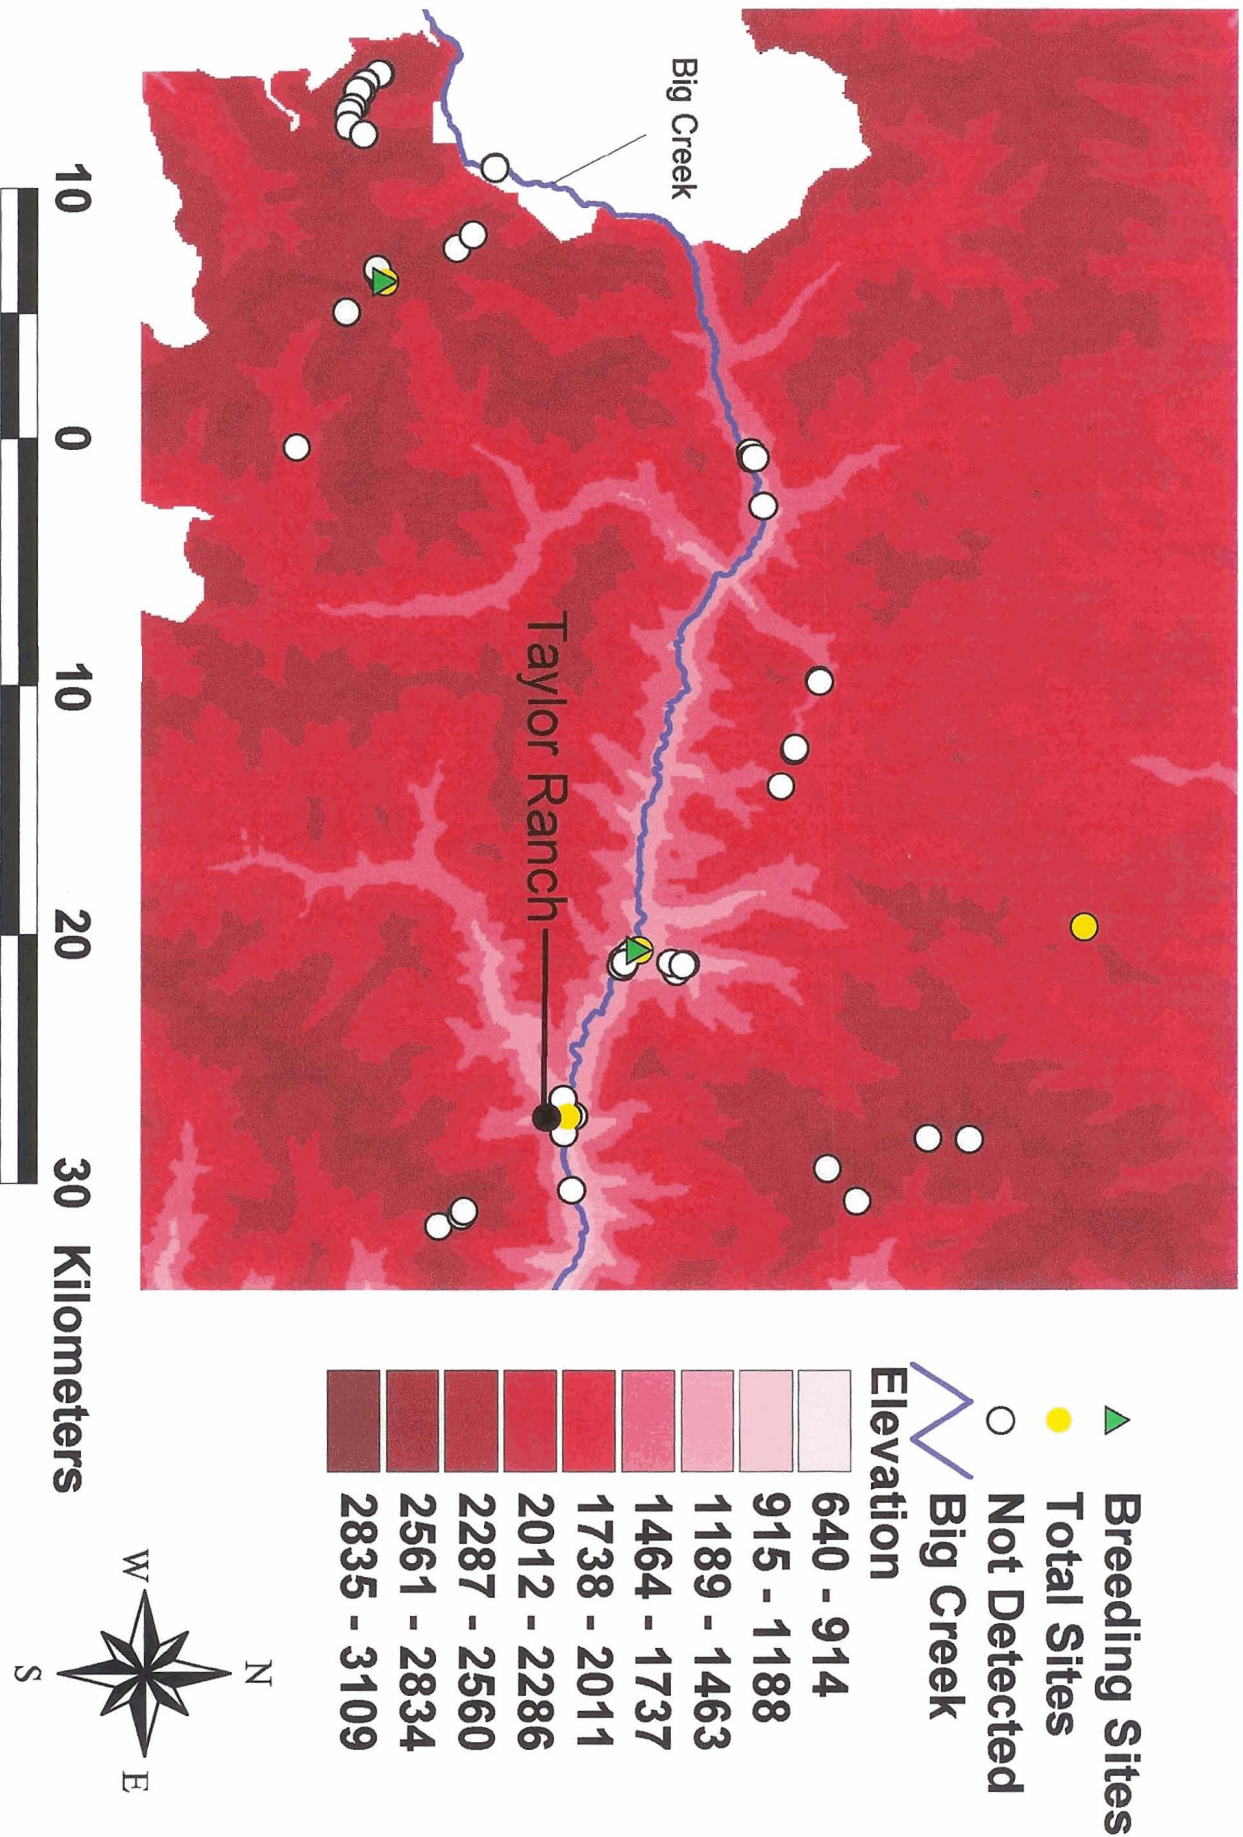 Big Creek
Taylor Ranch
Breeding Sites
Total Sites
Not Detected
Big Creek
Elevation
640 - 914
915 - 1188
1189 - 1463
1464 - 1737
1738 - 2011
2012 - 2286
2287 - 2560
2561 - 2834
2835 - 3109
10 0 10 20 30 Kilometers
N
W E
S